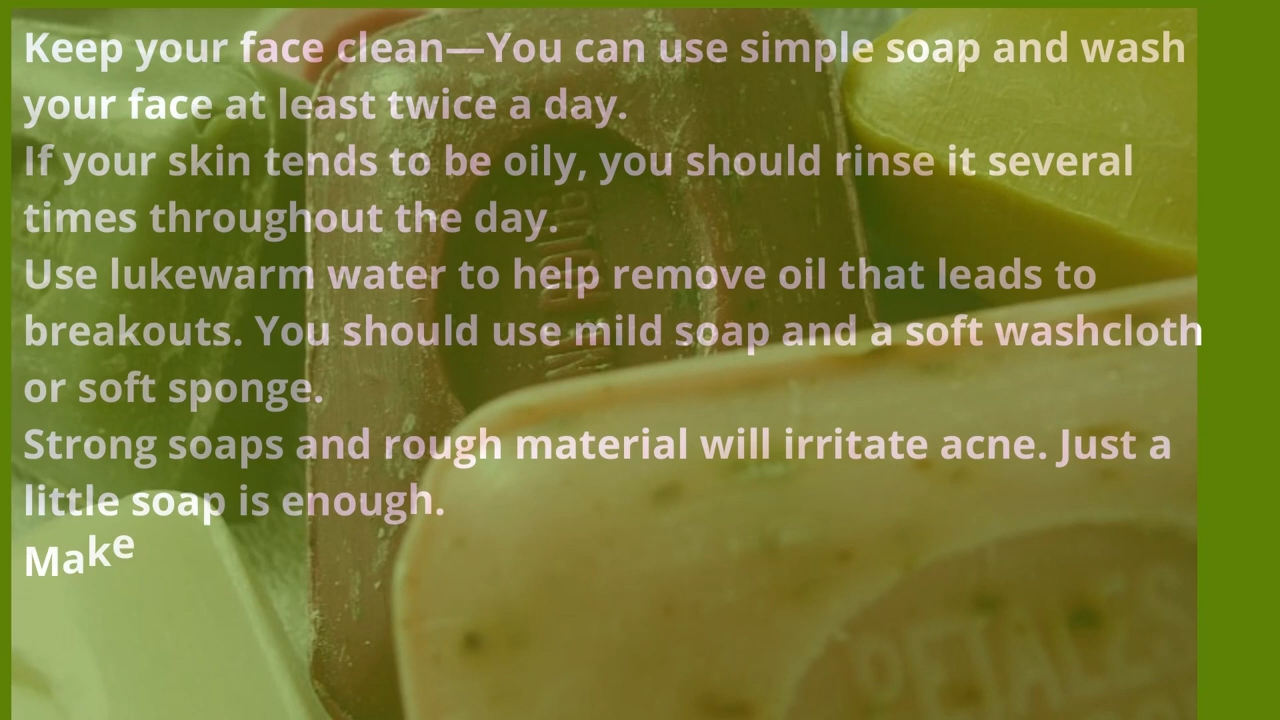 Keep your face clean—You can use simple soap and wash
your face at least twice a day.
If your skin tends to be oily, you should rinse it several
times throughout the day.
Use lukewarm water to help remove oil that leads to
breakouts. You should use mild soap and a soft washcloth
or soft sponge.
Strong soaps and rough material will irritate acne. Just a
little soap is enough.
Make
PETALES